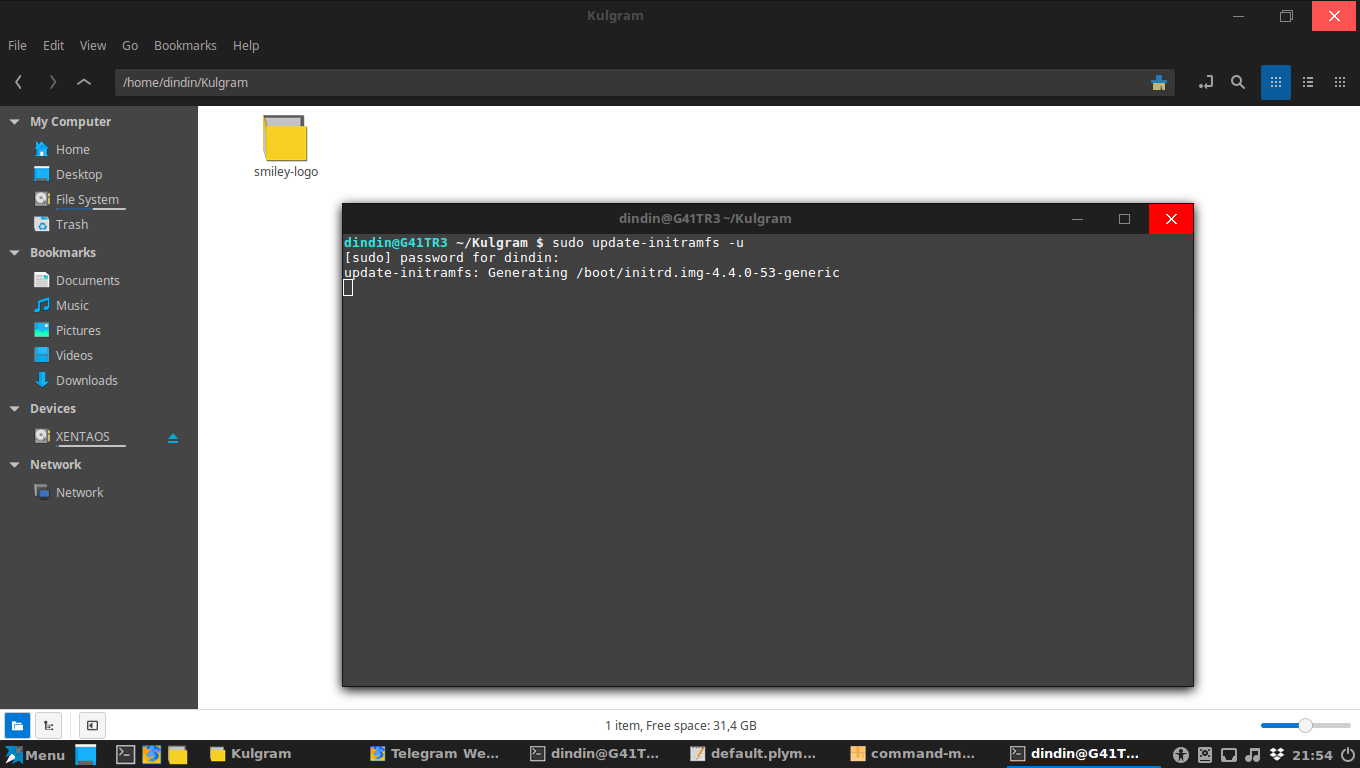 Kulgram
File Edit View Go Bookmarks Help
/home/dindin/Kulgram
My Computer
Home
Desktop
File System
Trash
Bookmarks
Documents
Music
Pictures
Videos
Downloads
Devices
XENTAOS
Network
Network
smiley-logo
dindin@G41TR3 ~/Kulgram
dindin@G41TR3 ~/Kulgram $ sudo update-initramfs -u
[sudo] password for dindin:
update-initramfs: Generating /boot/initrd.img-4.4.0-53-generic
1 item, Free space: 31,4 GB
Menu Kulgram Telegram We... dindin@G41T... default.plym... command-m... dindin@G41T... 21:54